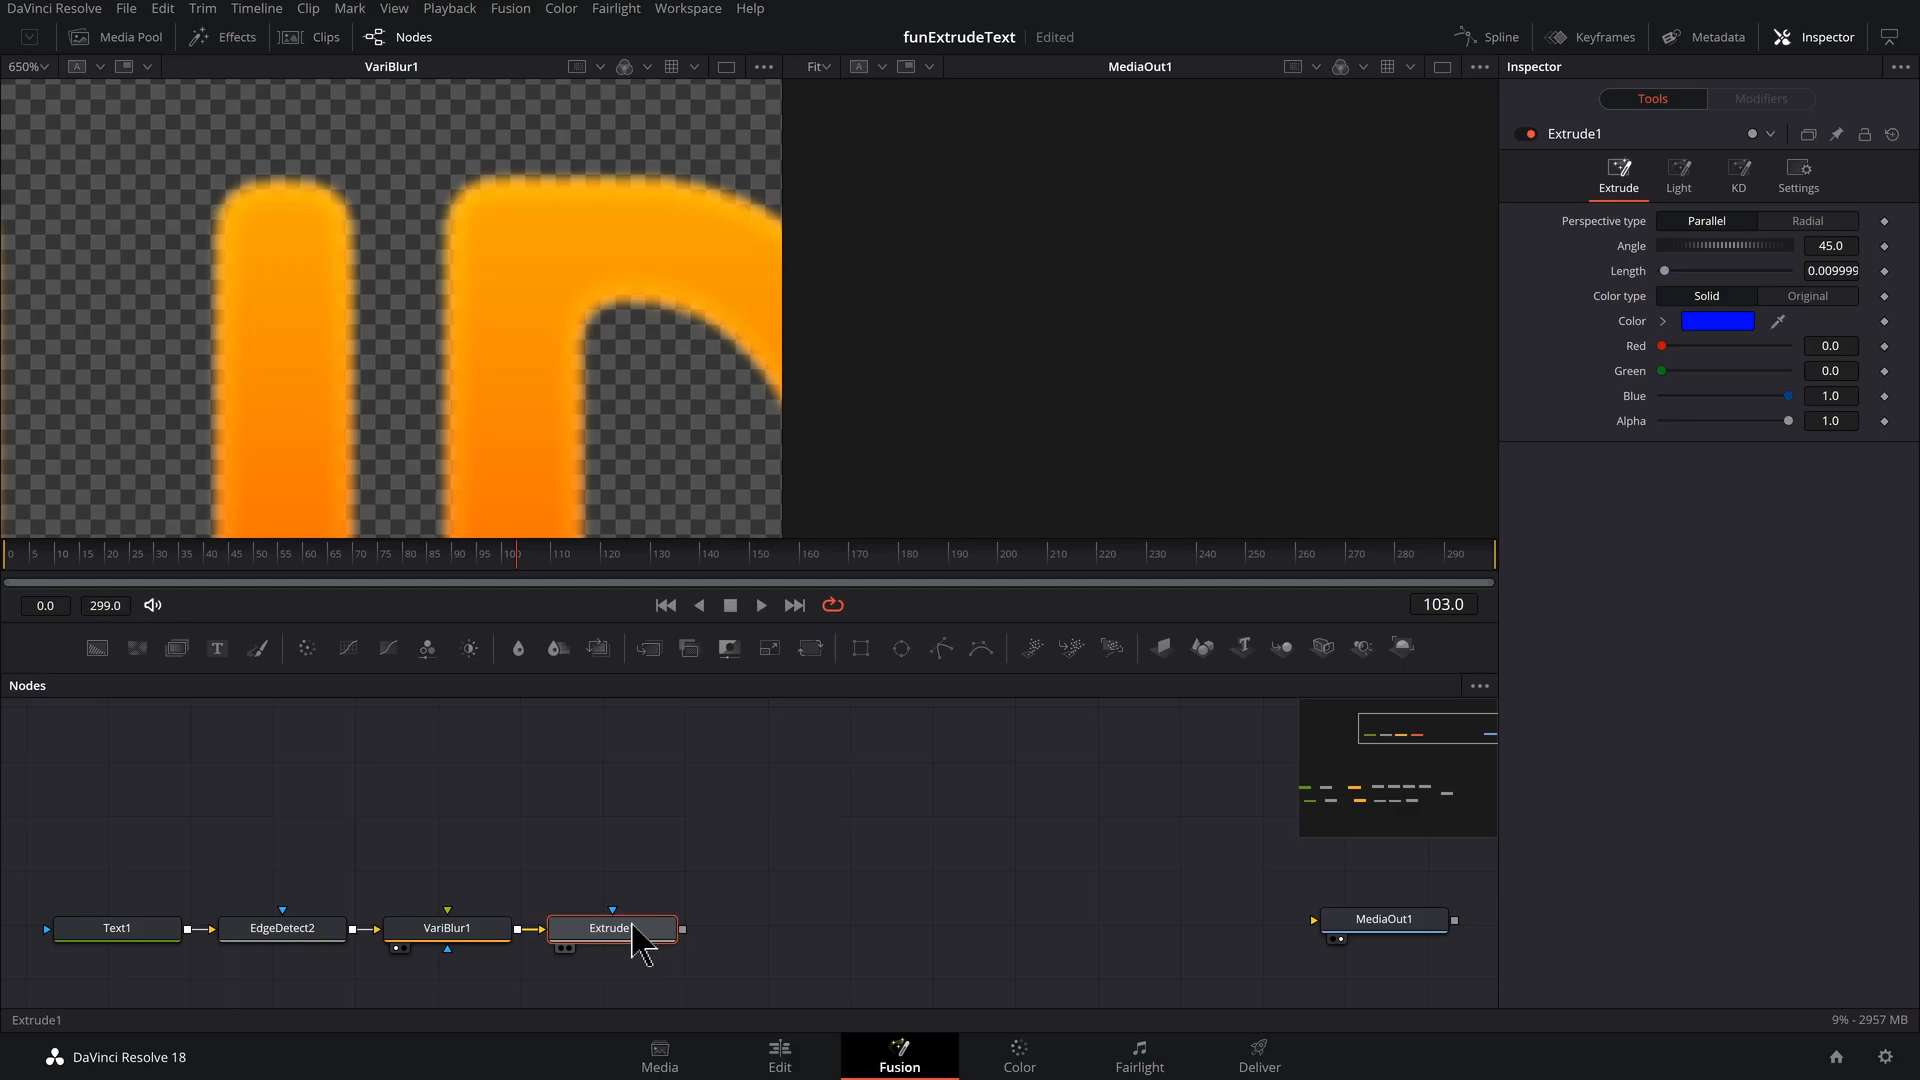 DaVinci Resolve File Edit Trim Timeline Clip Mark View Playback Fusion Color Fairlight Workspace Help
Media Pool Effects Clips Nodes funExtrudeText Edited Spline Keyframes Metadata Inspector
650% A VariBlur1 Fit A MediaOut1 Inspector
Tools Modifiers
Extrude1
Extrude Light KD Settings
Perspective type Parallel Radial
Angle 45.0
Length 0.009999
Color type Solid Original
Color
Red 0.0
Green 0.0
Blue 1.0
Alpha 1.0
0 5 10 15 20 25 30 35 40 45 50 55 60 65 70 75 80 85 90 95 100 110 120 130 140 150 160 170 180 190 200 210 220 230 240 250 260 270 280 290
0.0 299.0 103.0
T T
Nodes
Text1 EdgeDetect2 VariBlur1 Extrude MediaOut1
Extrude1 9% - 2957 MB
DaVinci Resolve 18 Media Edit Fusion Color Fairlight Deliver